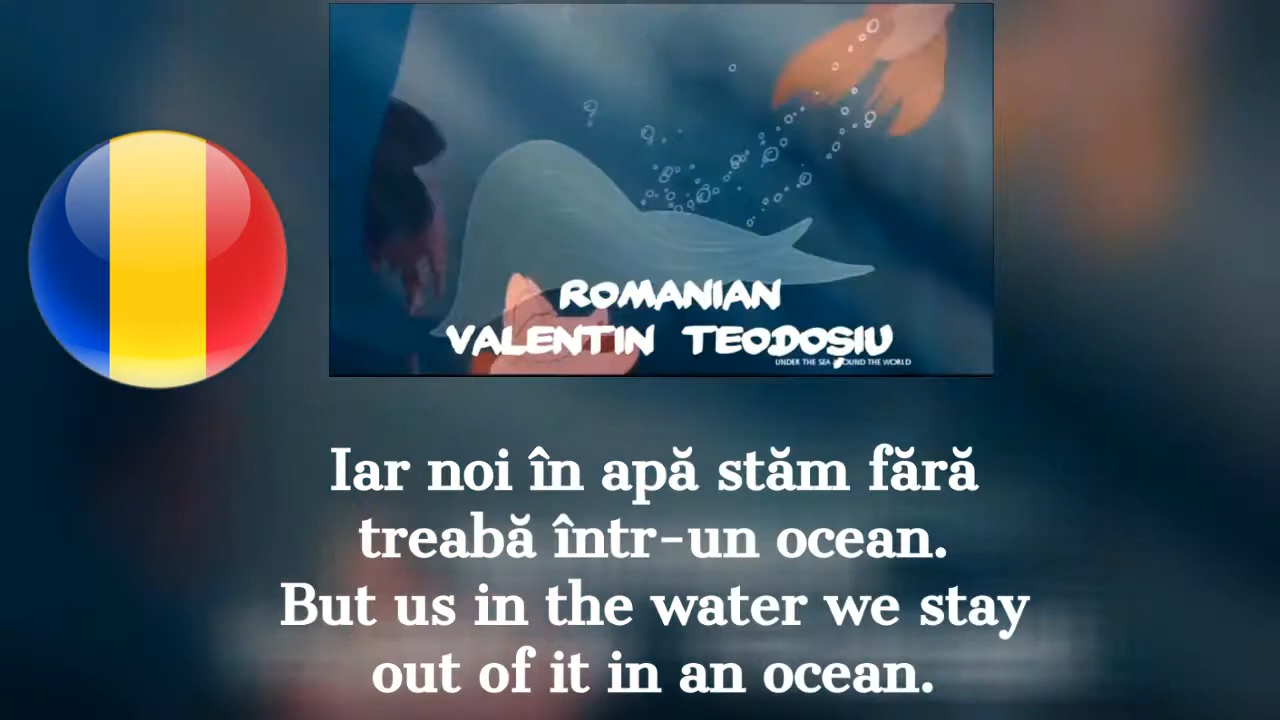 ROMANIAN
VALENTIN TEODOSIU
UNDER THE SEA AROUND THE WORLD
Iar noi în apă stăm fără
treabă într-un ocean.
But us in the water we stay
out of it in an ocean.